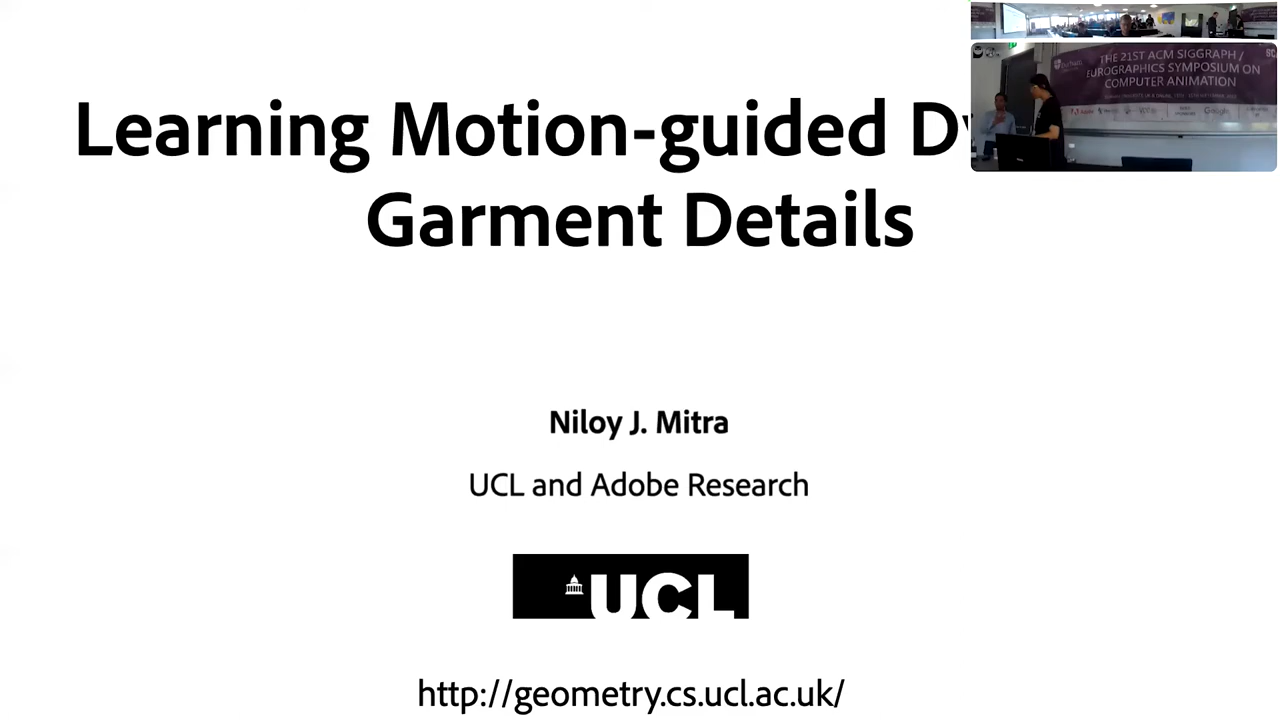 Learning Motion-guided
Garment Details
Niloy J. Mitra
UCL and Adobe Research
UCL
http://geometry.cs.ucl.ac.uk/
THE 21ST ACM SIGGRAPH /
EUROGRAPHICS SYMPOSIUM ON
COMPUTER ANIMATION
Google